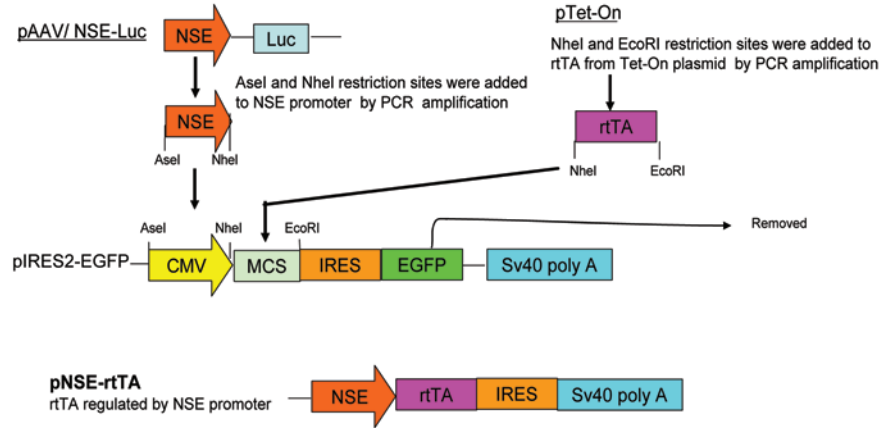 pAAV/ NSE-Luc
NSE
Luc
pTet-On
NheI and EcoRI restriction sites were added to
rtTA from Tet-On plasmid by PCR amplification
AseI and NheI restriction sites were added
to NSE promoter by PCR amplification
NSE
AseI
NheI
rtTA
NheI
EcoRI
AseI
NheI
EcoRI
Removed
pIRES2-EGFP
CMV
MCS
IRES
EGFP
Sv40 poly A
pNSE-rtTA
rtTA regulated by NSE promoter
NSE
rtTA
IRES
Sv40 poly A